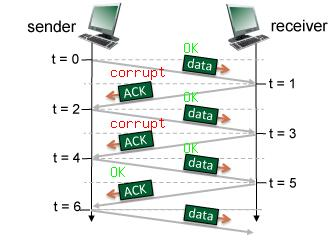 sender
receiver
OK
t = 0
data
corrupt
t = 1
ACK
OK
t = 2
data
corrupt
t = 3
ACK
OK
t = 4
data
OK
t = 5
ACK
OK
t = 6
data